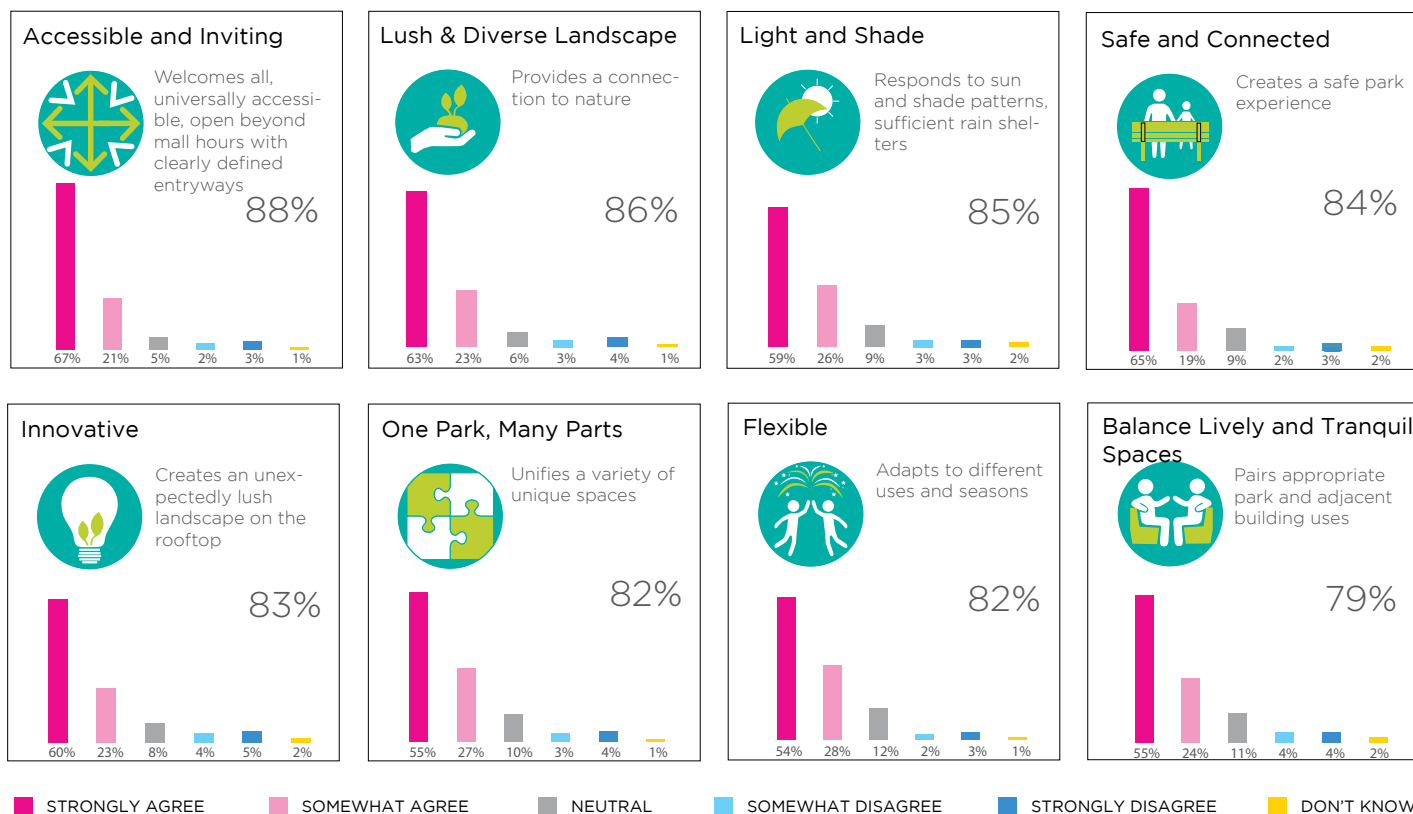 Accessible and Inviting
Welcomes all,
universally accessi-
ble, open beyond
mall hours with
clearly defined
entryways
88%
67% 21% 5% 2% 3% 1%
Lush & Diverse Landscape
Provides a connec-
tion to nature
86%
63% 23% 6% 3% 4% 1%
Light and Shade
Responds to sun
and shade patterns,
sufficient rain shel-
ters
85%
59% 26% 9% 3% 3% 2%
Safe and Connected
Creates a safe park
experience
84%
65% 19% 9% 2% 3% 2%
Innovative
Creates an unex-
pectedly lush
landscape on the
rooftop
83%
60% 23% 8% 4% 5% 2%
One Park, Many Parts
Unifies a variety of
unique spaces
82%
55% 27% 10% 3% 4% 1%
Flexible
Adapts to different
uses and seasons
82%
54% 28% 12% 2% 3% 1%
Balance Lively and Tranquil
Spaces
Pairs appropriate
park and adjacent
building uses
79%
55% 24% 11% 4% 4% 2%
STRONGLY AGREE SOMEWHAT AGREE NEUTRAL SOMEWHAT DISAGREE STRONGLY DISAGREE DON'T KNOW